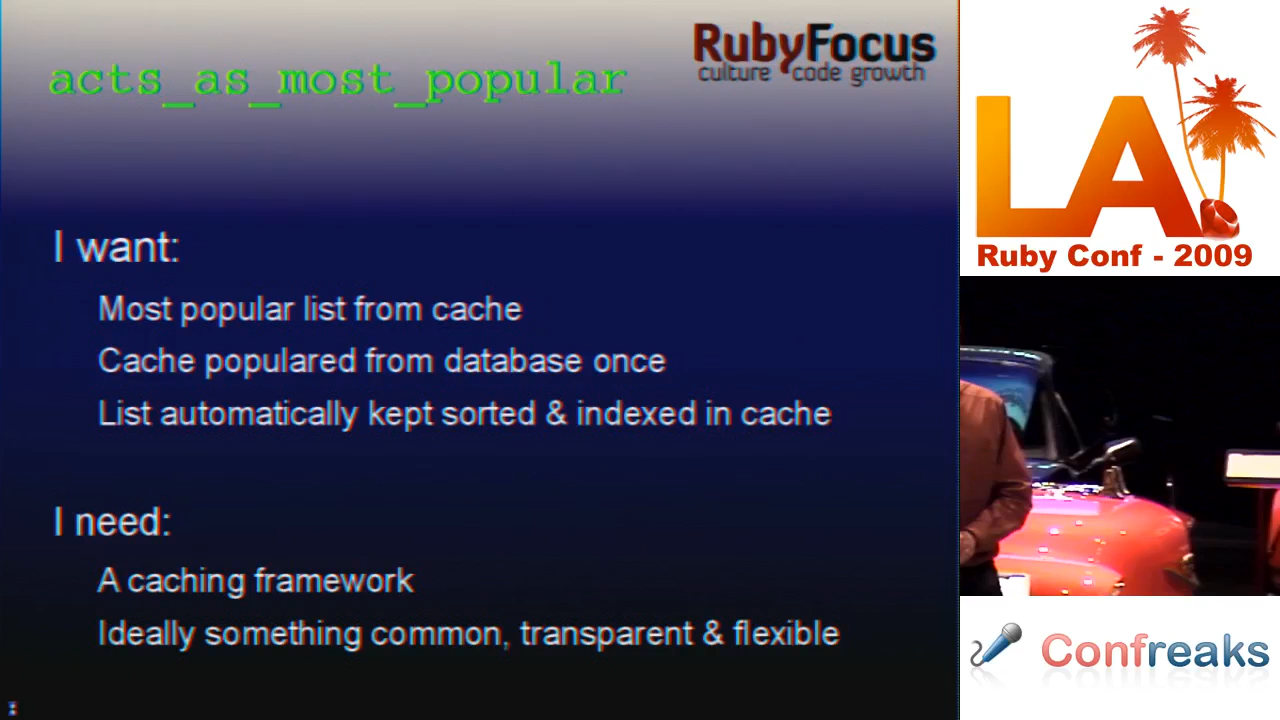 acts_as_most_popular
RubyFocus
culture code growth
I want:
Most popular list from cache
Cache populared from database once
List automatically kept sorted & indexed in cache
I need:
A caching framework
Ideally something common, transparent & flexible
LA
Ruby Conf - 2009
Confreaks